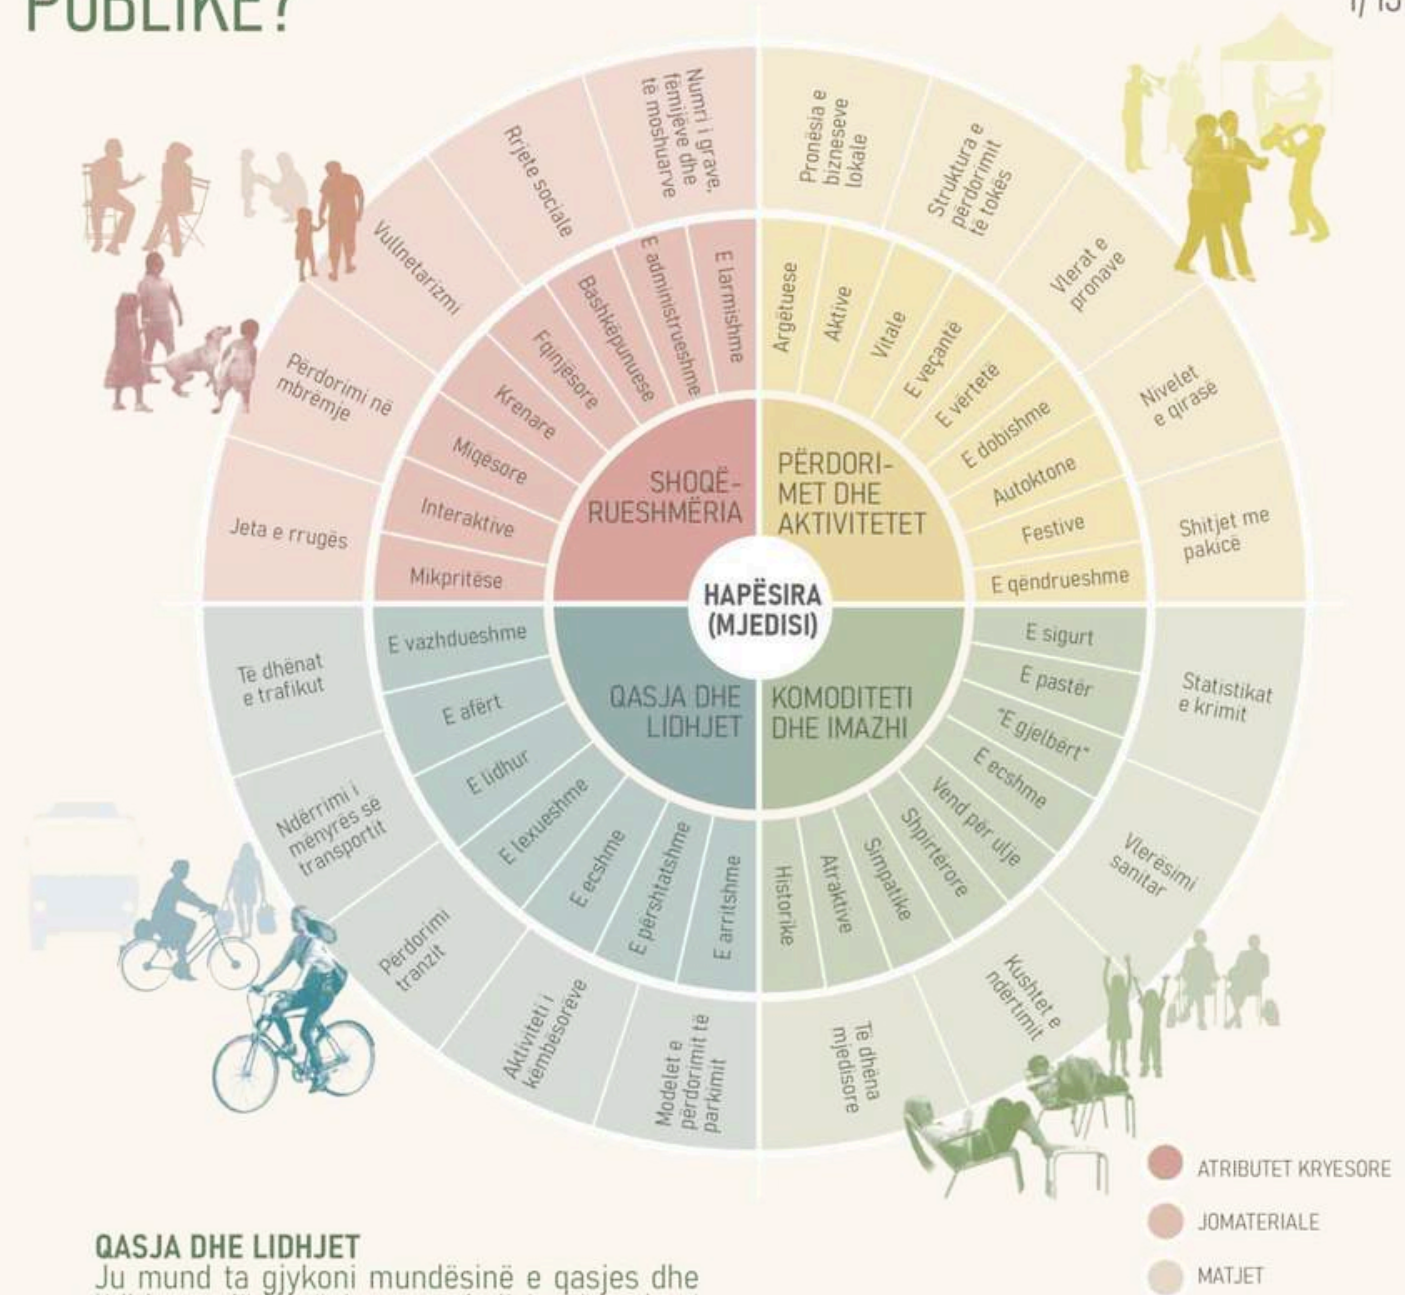 PUBLIKE?
1/15
Numri i grave,
fëmijëve dhe
të moshuarve
Rrjete sociale
Vullnetarizmi
Përdorimi në
mbrëmje
Jeta e rrugës
E larmishme
E administrueshme
Bashkëpunuese
Fqinjësore
Krenare
Miqësore
Interaktive
Mikpritëse
SHOQË-
RUESHMËRIA
Pronësia e
bizneseve
lokale
Struktura e
përdorimit
të tokës
Vlerat e
pronave
Nivelet
e qirasë
Shitjet me
pakicë
Argëtuese
Aktive
Vitale
E veçantë
E vërtetë
E dobishme
Autoktone
Festive
E qëndrueshme
PËRDORI-
MET DHE
AKTIVITETET
HAPËSIRA
(MJEDISI)
QASJA DHE
LIDHJET
E vazhdueshme
E afërt
E lidhur
E lexueshme
E ecshme
E përshtatshme
E arritshme
Të dhënat
e trafikut
Ndërrimi i
mënyrës së
transportit
Përdorimi
tranzit
Aktiviteti i
këmbësorëve
Modelet e
përdorimit të
parkimit
KOMODITETI
DHE IMAZHI
E sigurt
E pastër
"E gjelbërt"
E ecshme
Vend për ulje
Shpirtërore
Simpatike
Atraktive
Historike
Statistikat
e krimit
Vlerësimi
sanitar
Kushtet e
ndërtimit
Të dhëna
mjedisore
ATRIBUTET KRYESORE
JOMATERIALE
MATJET
QASJA DHE LIDHJET
Ju mund ta gjykoni mundësinë e qasjes dhe